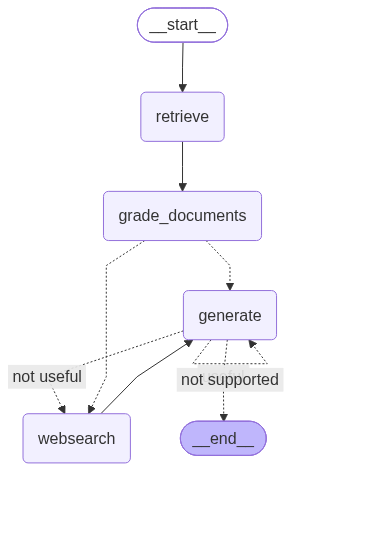 __start__
retrieve
grade_documents
generate
not useful
not supported
websearch
__end__